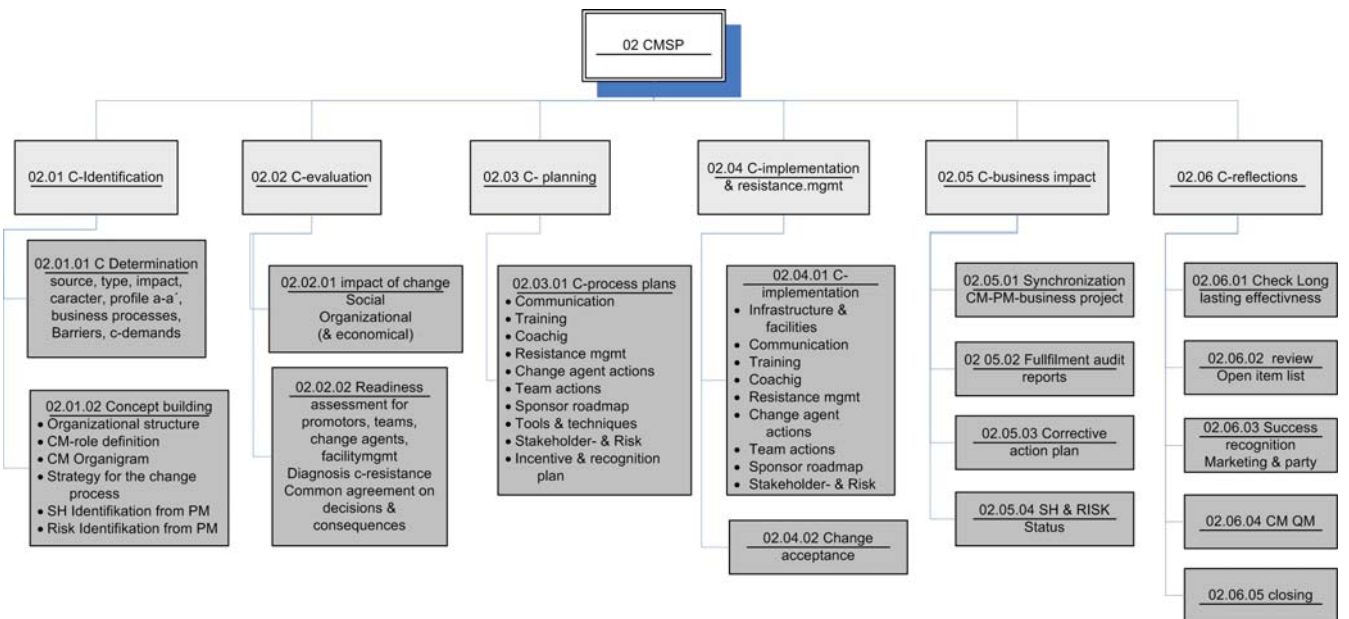 02 CMSP
02.01 C-Identification
02.02 C-evaluation
02.03 C- planning
02.04 C-implementation
& resistance.mgmt
02.05 C-business impact
02.06 C-reflections
02.01.01 C Determination
source, type, impact,
caracter, profile a-a´,
business processes,
Barriers, c-demands
02.01.02 Concept building
• Organizational structure
• CM-role definition
• CM Organigram
• Strategy for the change
process
• SH Identifikation from PM
• Risk Identifikation from PM
02.02.01 impact of change
Social
Organizational
(& economical)
02.02.02 Readiness
assessment for
promotors, teams,
change agents,
facilitymgmt
Diagnosis c-resistance
Common agreement on
decisions &
consequences
02.03.01 C-process plans
• Communication
• Training
• Coachig
• Resistance mgmt
• Change agent actions
• Team actions
• Sponsor roadmap
• Tools & techniques
• Stakeholder- & Risk
• Incentive & recognition
plan
02.04.01 C-
implementation
• Infrastructure &
facilities
• Communication
• Training
• Coachig
• Resistance mgmt
• Change agent
actions
• Team actions
• Sponsor roadmap
• Stakeholder- & Risk
02.04.02 Change
acceptance
02.05.01 Synchronization
CM-PM-business project
02.05.02 Fullfilment audit
reports
02.05.03 Corrective
action plan
02.05.04 SH & RISK
Status
02.06.01 Check Long
lasting effectivness
02.06.02 review
Open item list
02.06.03 Success
recognition
Marketing & party
02.06.04 CM QM
02.06.05 closing